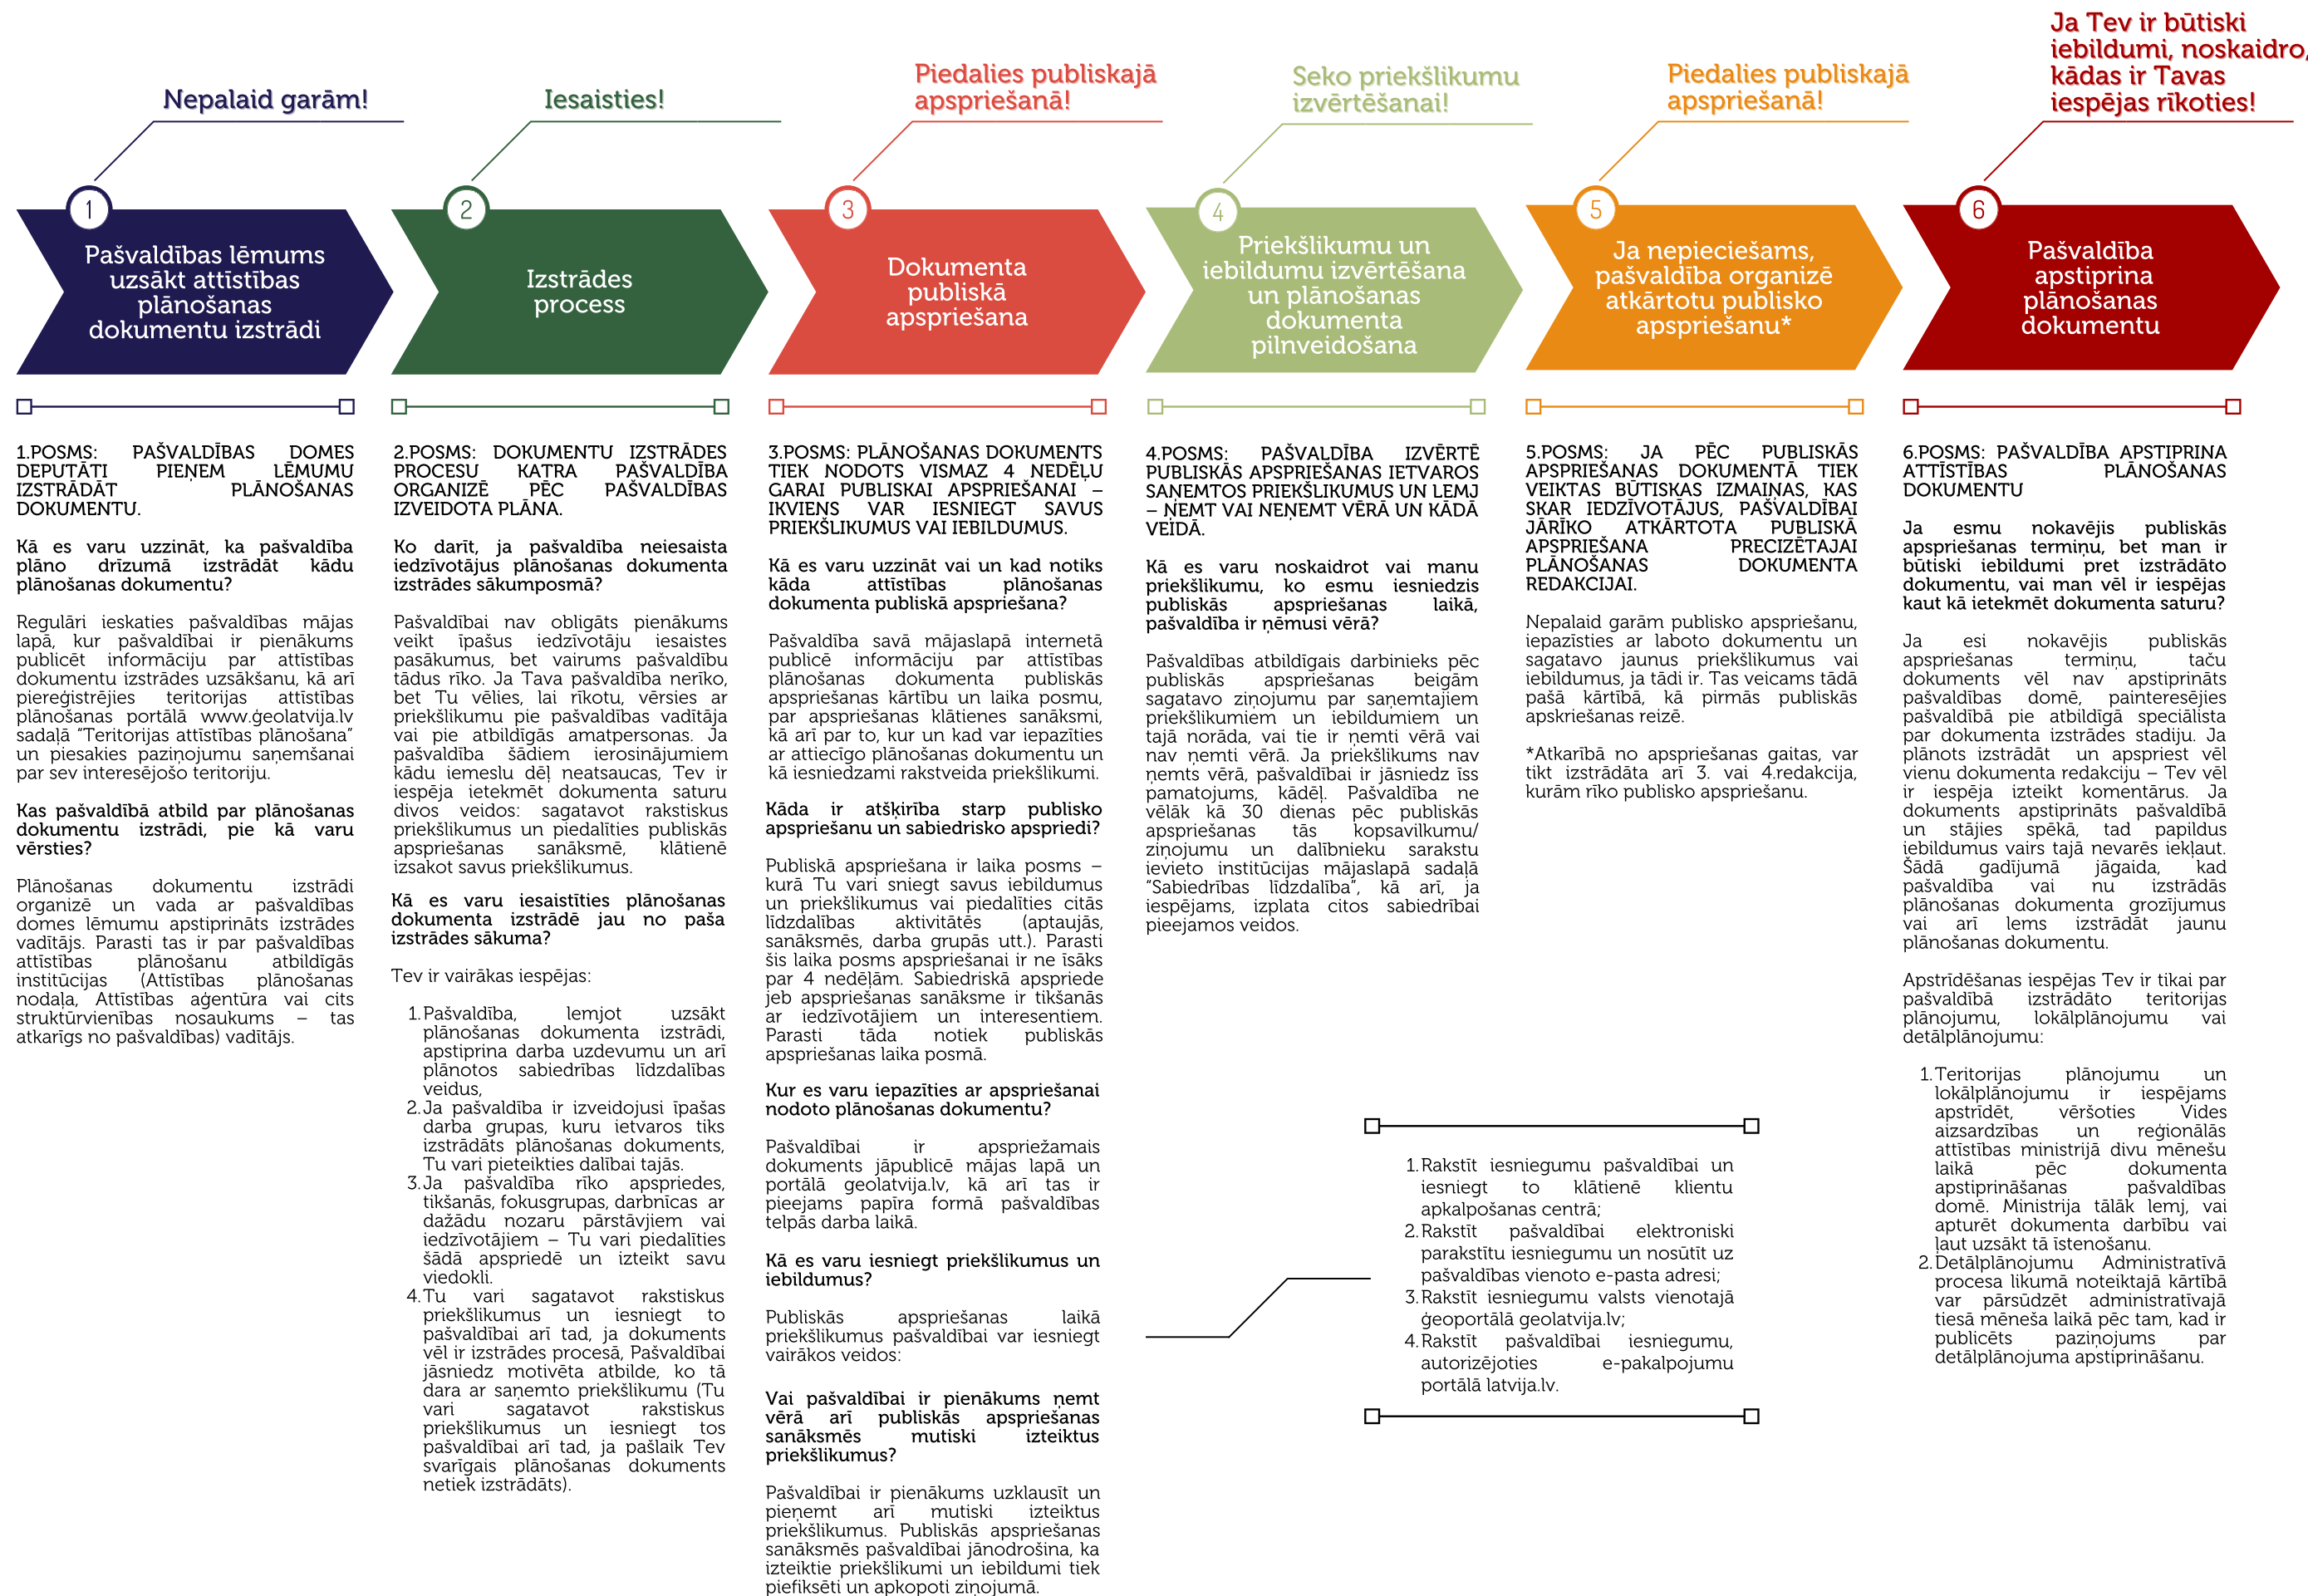 Nepalaid garām!
Iesaisties!
Piedalies publiskajā
apspriešanā!
Seko priekšlikumu
izvērtēšanai!
Piedalies publiskajā
apspriešanā!
Ja Tev ir būtiski
iebildumi, noskaidro,
kādas ir Tavas
iespējas rīkoties!
1
Pašvaldības lēmums
uzsākt attīstības
plānošanas
dokumentu izstrādi
2
Izstrādes
process
3
Dokumenta
publiskā
apspriešana
4
Priekšlikumu un
iebildumu izvērtēšana
un plānošanas
dokumenta
pilnveidošana
5
Ja nepieciešams,
pašvaldība organizē
atkārtotu publisko
apspriešanu*
6
Pašvaldība
apstiprina
plānošanas
dokumentu
1.POSMS: PAŠVALDĪBAS DOMES
DEPUTĀTI PIEŅEM LĒMUMU
IZSTRĀDĀT PLĀNOŠANAS
DOKUMENTU.
Kā es varu uzzināt, ka pašvaldība
plāno drīzumā izstrādāt kādu
plānošanas dokumentu?
Regulāri ieskaties pašvaldības mājas
lapā, kur pašvaldībai ir pienākums
publicēt informāciju par attīstības
dokumentu izstrādes uzsākšanu, kā arī
piereģistrējies teritorijas attīstības
plānošanas portālā www.ģeolatvija.lv
sadaļā “Teritorijas attīstības plānošana”
un piesakies paziņojumu saņemšanai
par sev interesējošo teritoriju.
Kas pašvaldībā atbild par plānošanas
dokumentu izstrādi, pie kā varu
vērsties?
Plānošanas dokumentu izstrādi
organizē un vada ar pašvaldības
domes lēmumu apstiprināts izstrādes
vadītājs. Parasti tas ir par pašvaldības
attīstības plānošanu atbildīgās
institūcijas (Attīstības plānošanas
nodaļa, Attīstības aģentūra vai cits
struktūrvienības nosaukums – tas
atkarīgs no pašvaldības) vadītājs.
2.POSMS: DOKUMENTU IZSTRĀDES
PROCESU KATRA PAŠVALDĪBA
ORGANIZĒ PĒC PAŠVALDĪBAS
IZVEIDOTA PLĀNA.
Ko darīt, ja pašvaldība neiesaista
iedzīvotājus plānošanas dokumenta
izstrādes sākumposmā?
Pašvaldībai nav obligāts pienākums
veikt īpašus iedzīvotāju iesaistes
pasākumus, bet vairums pašvaldību
tādus rīko. Ja Tava pašvaldība nerīko,
bet Tu vēlies, lai rīkotu, vērsies ar
priekšlikumu pie pašvaldības vadītāja
vai pie atbildīgās amatpersonas. Ja
pašvaldība šādiem ierosinājumiem
kādu iemeslu dēļ neatsaucas, Tev ir
iespēja ietekmēt dokumenta saturu
divos veidos: sagatavot rakstiskus
priekšlikumus un piedalīties publiskās
apspriešanas sanāksmē, klātienē
izsakot savus priekšlikumus.
Kā es varu iesaistīties plānošanas
dokumenta izstrādē jau no paša
izstrādes sākuma?
Tev ir vairākas iespējas:
1.Pašvaldība, lemjot uzsākt
plānošanas dokumenta izstrādi,
apstiprina darba uzdevumu un arī
plānotos sabiedrības līdzdalības
veidus,
2.Ja pašvaldība ir izveidojusi īpašas
darba grupas, kuru ietvaros tiks
izstrādāts plānošanas dokuments,
Tu vari pieteikties dalībai tajās.
3.Ja pašvaldība rīko apspriedes,
tikšanās, fokusgrupas, darbnīcas ar
dažādu nozaru pārstāvjiem vai
iedzīvotājiem – Tu vari piedalīties
šādā apspriedē un izteikt savu
viedokli.
4.Tu vari sagatavot rakstiskus
priekšlikumus un iesniegt to
pašvaldībai arī tad, ja dokuments
vēl ir izstrādes procesā, Pašvaldībai
jāsniedz motivēta atbilde, ko tā
dara ar saņemto priekšlikumu (Tu
vari sagatavot rakstiskus
priekšlikumus un iesniegt tos
pašvaldībai arī tad, ja pašlaik Tev
svarīgais plānošanas dokuments
netiek izstrādāts).
3.POSMS: PLĀNOŠANAS DOKUMENTS
TIEK NODOTS VISMAZ 4 NEDĒĻU
GARAI PUBLISKAI APSPRIEŠANAI –
IKVIENS VAR IESNIEGT SAVUS
PRIEKŠLIKUMUS VAI IEBILDUMUS.
Kā es varu uzzināt vai un kad notiks
kāda attīstības plānošanas
dokumenta publiskā apspriešana?
Pašvaldība savā mājaslapā internetā
publicē informāciju par attīstības
plānošanas dokumenta publiskās
apspriešanas kārtību un laika posmu,
par apspriešanas klātienes sanāksmi,
kā arī par to, kur un kad var iepazīties
ar attiecīgo plānošanas dokumentu un
kā iesniedzami rakstveida priekšlikumi.
Kāda ir atšķirība starp publisko
apspriešanu un sabiedrisko apspriedi?
Publiskā apspriešana ir laika posms –
kurā Tu vari sniegt savus iebildumus
un priekšlikumus vai piedalīties citās
līdzdalības aktivitātēs (aptaujās,
sanāksmēs, darba grupās utt.). Parasti
šis laika posms apspriešanai ir ne īsāks
par 4 nedēļām. Sabiedriskā apspriede
jeb apspriešanas sanāksme ir tikšanās
ar iedzīvotājiem un interesentiem.
Parasti tāda notiek publiskās
apspriešanas laika posmā.
Kur es varu iepazīties ar apspriešanai
nodoto plānošanas dokumentu?
Pašvaldībai ir apspriežamais
dokuments jāpublicē mājas lapā un
portālā geolatvija.lv, kā arī tas ir
pieejams papīra formā pašvaldības
telpās darba laikā.
Kā es varu iesniegt priekšlikumus un
iebildumus?
Publiskās apspriešanas laikā
priekšlikumus pašvaldībai var iesniegt
vairākos veidos:
Vai pašvaldībai ir pienākums ņemt
vērā arī publiskās apspriešanas
sanāksmēs mutiski izteiktus
priekšlikumus?
Pašvaldībai ir pienākums uzklausīt un
pieņemt arī mutiski izteiktus
priekšlikumus. Publiskās apspriešanas
sanāksmēs pašvaldībai jānodrošina, ka
izteiktie priekšlikumi un iebildumi tiek
piefiksēti un apkopoti ziņojumā.
4.POSMS: PAŠVALDĪBA IZVĒRTĒ
PUBLISKĀS APSPRIEŠANAS IETVAROS
SAŅEMTOS PRIEKŠLIKUMUS UN LEMJ
– ŅEMT VAI NEŅEMT VĒRĀ UN KĀDĀ
VEIDĀ.
Kā es varu noskaidrot vai manu
priekšlikumu, ko esmu iesniedzis
publiskās apspriešanas laikā,
pašvaldība ir ņēmusi vērā?
Pašvaldības atbildīgais darbinieks pēc
publiskās apspriešanas beigām
sagatavo ziņojumu par saņemtajiem
priekšlikumiem un iebildumiem un
tajā norāda, vai tie ir ņemti vērā vai
nav ņemti vērā. Ja priekšlikums nav
ņemts vērā, pašvaldībai ir jāsniedz īss
pamatojums, kādēļ. Pašvaldība ne
vēlāk kā 30 dienas pēc publiskās
apspriešanas tās kopsavilkumu/
ziņojumu un dalībnieku sarakstu
ievieto institūcijas mājaslapā sadaļā
“Sabiedrības līdzdalība”, kā arī, ja
iespējams, izplata citos sabiedrībai
pieejamos veidos.
1.Rakstīt iesniegumu pašvaldībai un
iesniegt to klātienē klientu
apkalpošanas centrā;
2.Rakstīt pašvaldībai elektroniski
parakstītu iesniegumu un nosūtīt uz
pašvaldības vienoto e-pasta adresi;
3.Rakstīt iesniegumu valsts vienotajā
ģeoportālā geolatvija.lv;
4.Rakstīt pašvaldībai iesniegumu,
autorizējoties e-pakalpojumu
portālā latvija.lv.
5.POSMS: JA PĒC PUBLISKĀS
APSPRIEŠANAS DOKUMENTĀ TIEK
VEIKTAS BŪTISKAS IZMAIŅAS, KAS
SKAR IEDZĪVOTĀJUS, PAŠVALDĪBAI
JĀRĪKO ATKĀRTOTA PUBLISKĀ
APSPRIEŠANA PRECIZĒTAJAI
PLĀNOŠANAS DOKUMENTA
REDAKCIJAI.
Nepalaid garām publisko apspriešanu,
iepazīsties ar laboto dokumentu un
sagatavo jaunus priekšlikumus vai
iebildumus, ja tādi ir. Tas veicams tādā
pašā kārtībā, kā pirmās publiskās
apskriešanas reizē.
*Atkarībā no apspriešanas gaitas, var
tikt izstrādāta arī 3. vai 4.redakcija,
kurām rīko publisko apspriešanu.
6.POSMS: PAŠVALDĪBA APSTIPRINA
ATTĪSTĪBAS PLĀNOŠANAS
DOKUMENTU
Ja esmu nokavējis publiskās
apspriešanas termiņu, bet man ir
būtiski iebildumi pret izstrādāto
dokumentu, vai man vēl ir iespējas
kaut kā ietekmēt dokumenta saturu?
Ja esi nokavējis publiskās
apspriešanas termiņu, taču
dokuments vēl nav apstiprināts
pašvaldības domē, painteresējies
pašvaldībā pie atbildīgā speciālista
par dokumenta izstrādes stadiju. Ja
plānots izstrādāt un apspriest vēl
vienu dokumenta redakciju – Tev vēl
ir iespēja izteikt komentārus. Ja
dokuments apstiprināts pašvaldībā
un stājies spēkā, tad papildus
iebildumus vairs tajā nevarēs iekļaut.
Šādā gadījumā jāgaida, kad
pašvaldība vai nu izstrādās
plānošanas dokumenta grozījumus
vai arī lems izstrādāt jaunu
plānošanas dokumentu.
Apstrīdēšanas iespējas Tev ir tikai par
pašvaldībā izstrādāto teritorijas
plānojumu, lokālplānojumu vai
detālplānojumu:
1.Teritorijas plānojumu un
lokālplānojumu ir iespējams
apstrīdēt, vēršoties Vides
aizsardzības un reģionālās
attīstības ministrijā divu mēnešu
laikā pēc dokumenta
apstiprināšanas pašvaldības
domē. Ministrija tālāk lemj, vai
apturēt dokumenta darbību vai
ļaut uzsākt tā īstenošanu.
2.Detālplānojumu Administratīvā
procesa likumā noteiktajā kārtībā
var pārsūdzēt administratīvajā
tiesā mēneša laikā pēc tam, kad ir
publicēts paziņojums par
detālplānojuma apstiprināšanu.